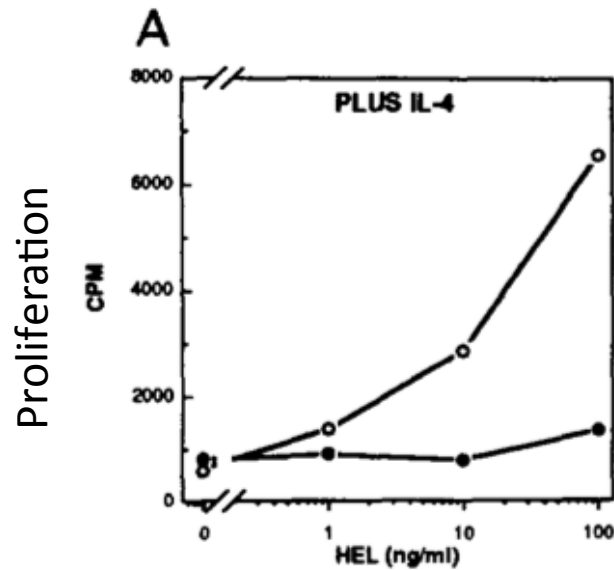 A
8000
PLUS IL-4
6000
Proliferation
CPM
4000
2000
0
0 1 10 100
HEL (ng/ml)